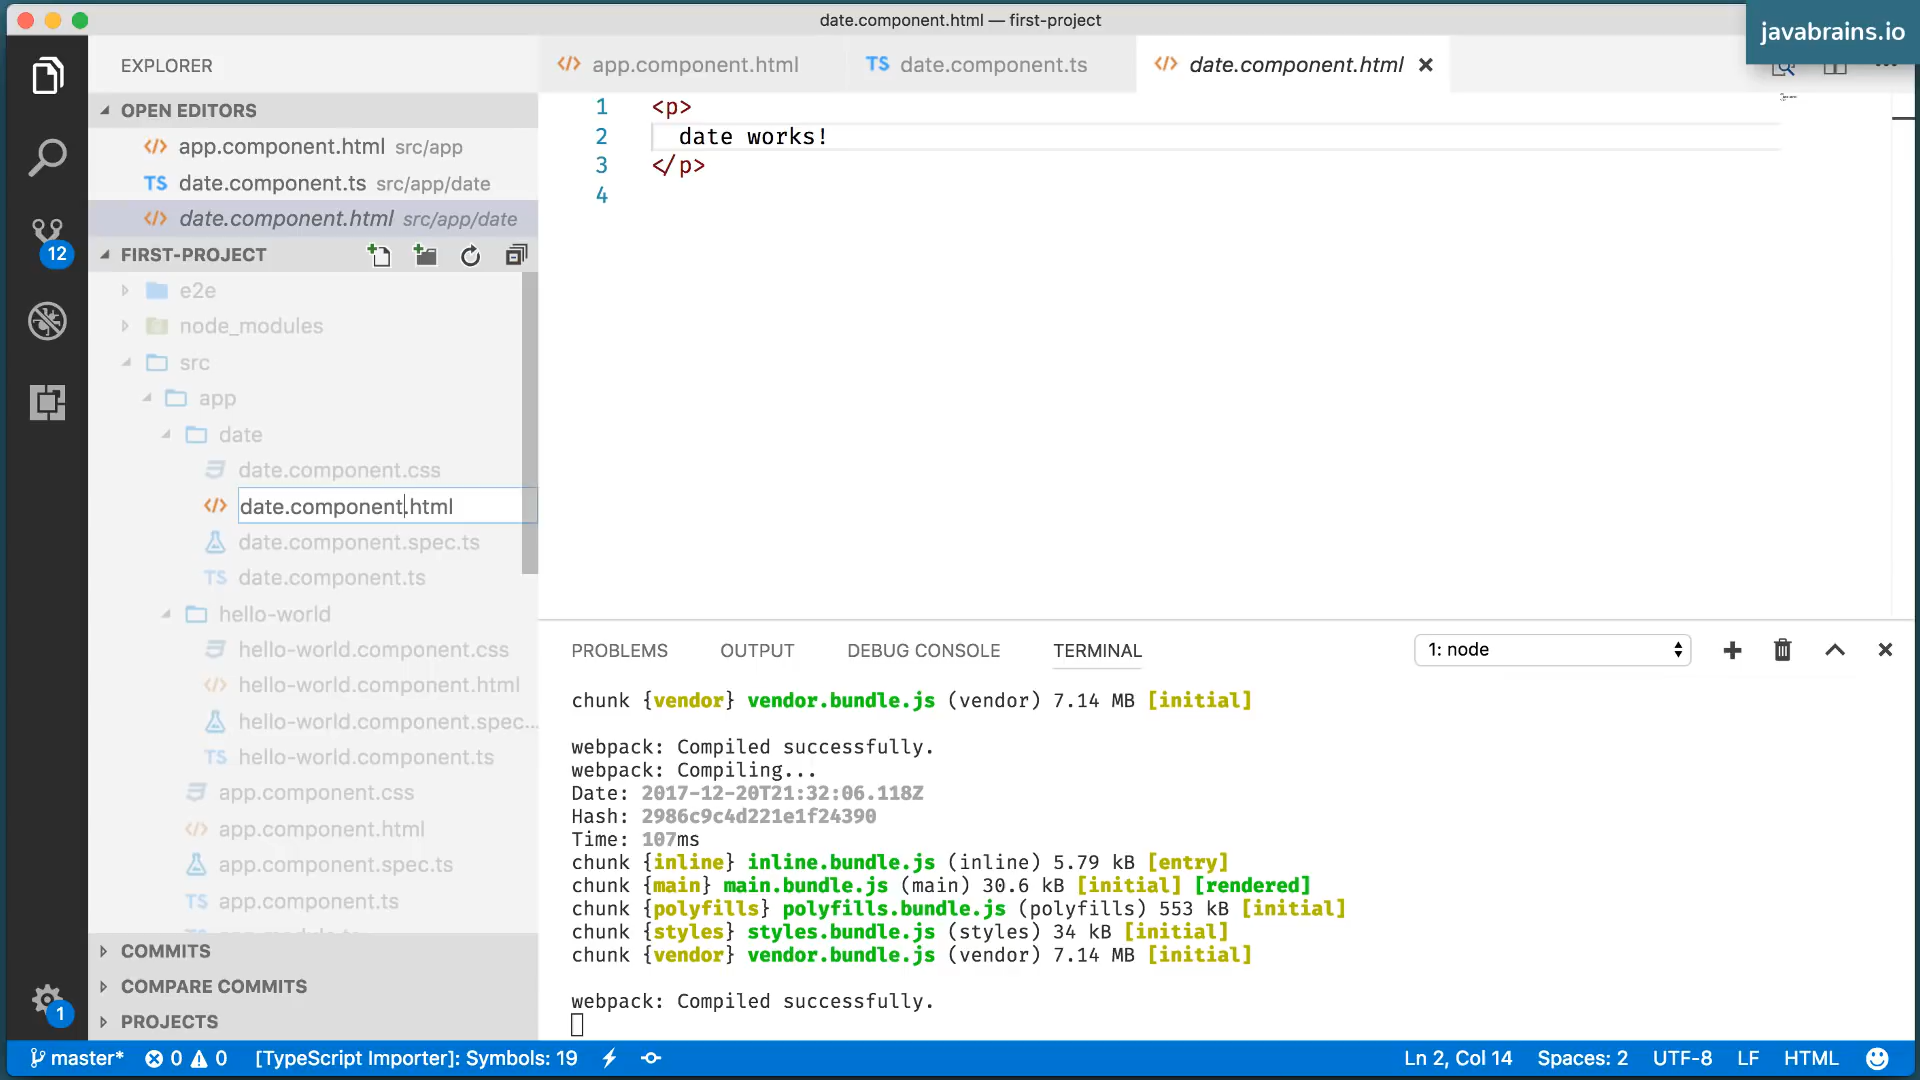 date.component.html — first-project
javabrains.io
EXPLORER
OPEN EDITORS
app.component.html src/app
TS date.component.ts src/app/date
date.component.html src/app/date
FIRST-PROJECT
e2e
node_modules
src
app
date
date.component.css
date.component.html
date.component.spec.ts
TS date.component.ts
hello-world
hello-world.component.css
hello-world.component.html
hello-world.component.spec...
TS hello-world.component.ts
app.component.css
app.component.html
app.component.spec.ts
TS app.component.ts
COMMITS
COMPARE COMMITS
PROJECTS
12
1
app.component.html
TS date.component.ts
date.component.html
1 <p>
2 date works!
3 </p>
4
PROBLEMS OUTPUT DEBUG CONSOLE TERMINAL
1: node
chunk {vendor} vendor.bundle.js (vendor) 7.14 MB [initial]
webpack: Compiled successfully.
webpack: Compiling...
Date: 2017-12-20T21:32:06.118Z
Hash: 2986c9c4d221e1f24390
Time: 107ms
chunk {inline} inline.bundle.js (inline) 5.79 kB [entry]
chunk {main} main.bundle.js (main) 30.6 kB [initial] [rendered]
chunk {polyfills} polyfills.bundle.js (polyfills) 553 kB [initial]
chunk {styles} styles.bundle.js (styles) 34 kB [initial]
chunk {vendor} vendor.bundle.js (vendor) 7.14 MB [initial]
webpack: Compiled successfully.
master* 0 0 [TypeScript Importer]: Symbols: 19
Ln 2, Col 14 Spaces: 2 UTF-8 LF HTML